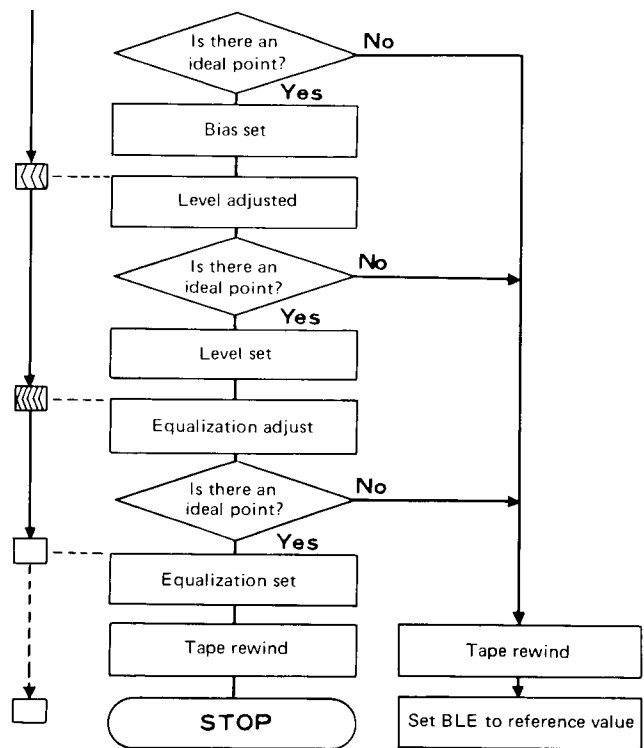 Is there an
ideal point?
No
Yes
Bias set
Level adjusted
Is there an
ideal point?
No
Yes
Level set
Equalization adjust
Is there an
ideal point?
No
Yes
Equalization set
Tape rewind
Tape rewind
STOP
Set BLE to reference value